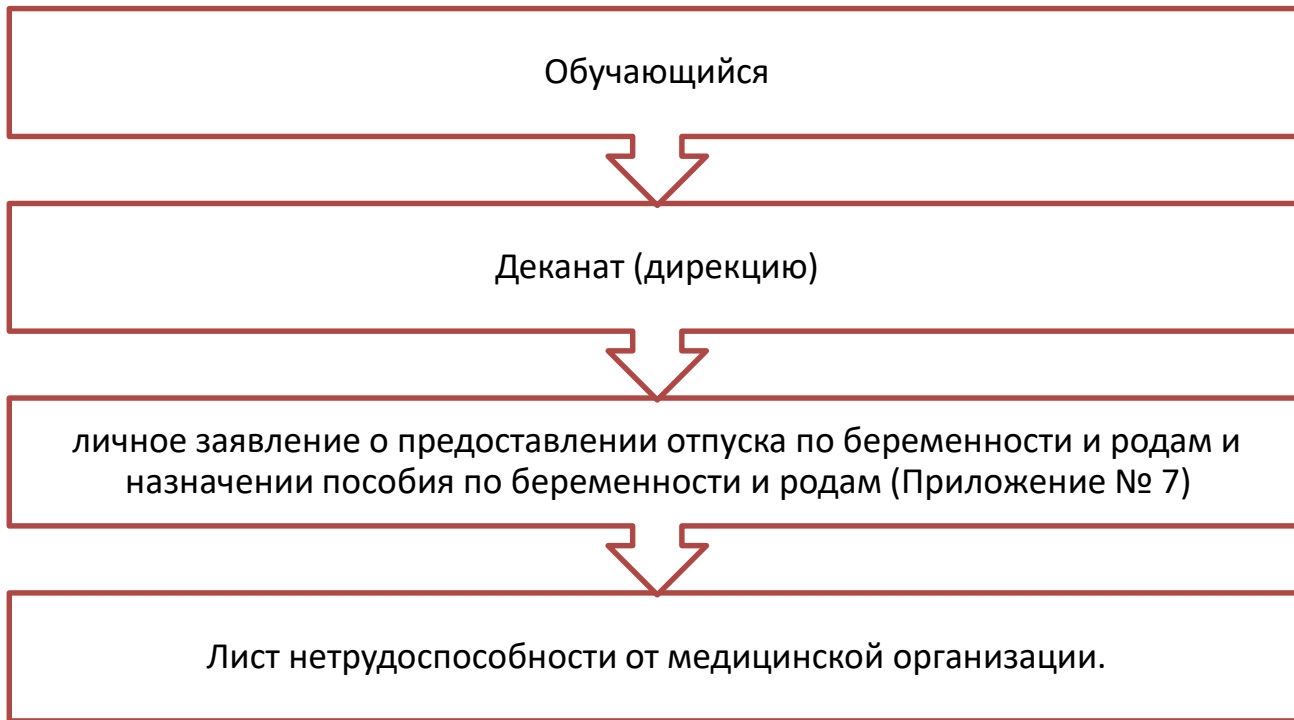 Обучающийся
Деканат (дирекцию)
личное заявление о предоставлении отпуска по беременности и родам и
назначении пособия по беременности и родам (Приложение № 7)
Лист нетрудоспособности от медицинской организации.